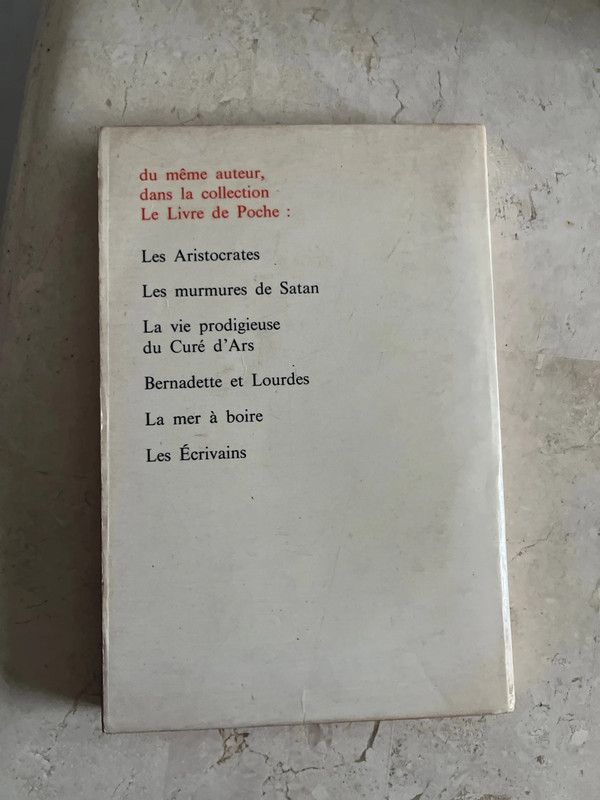 du même auteur,
dans la collection
Le Livre de Poche :
Les Aristocrates
Les murmures de Satan
La vie prodigieuse
du Curé d'Ars
Bernadette et Lourdes
La mer à boire
Les Écrivains